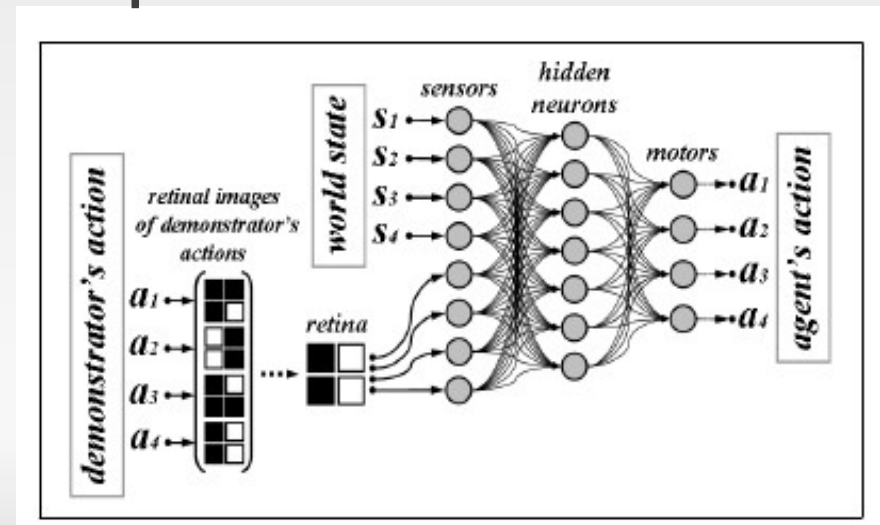 demonstrator's action
retinal images
of demonstrator's
actions
a1
a2
a3
a4
retina
world state
S1
S2
S3
S4
sensors
hidden
neurons
motors
a1
a2
a3
a4
agent's action